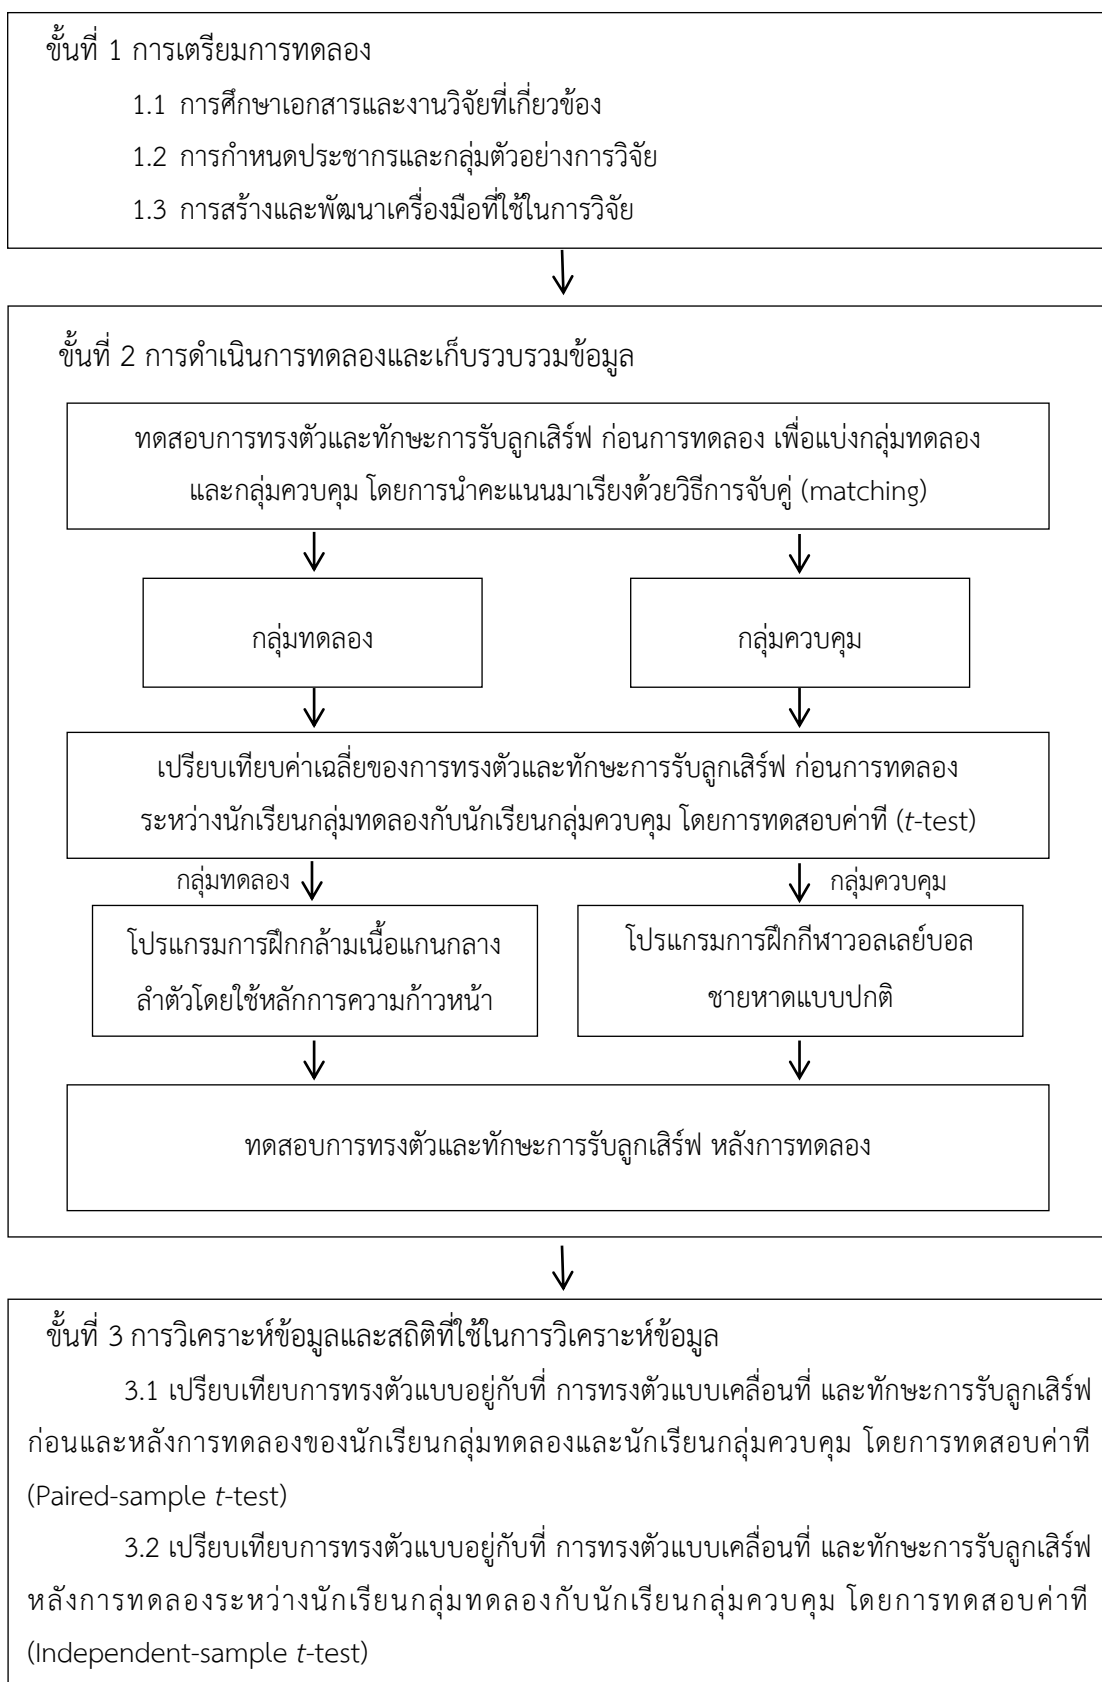 ขั้นที่ 1 การเตรียมการทดลอง
1.1 การศึกษาเอกสารและงานวิจัยที่เกี่ยวข้อง
1.2 การกำหนดประชากรและกลุ่มตัวอย่างการวิจัย
1.3 การสร้างและพัฒนาเครื่องมือที่ใช้ในการวิจัย
ขั้นที่ 2 การดำเนินการทดลองและเก็บรวบรวมข้อมูล
ทดสอบการทรงตัวและทักษะการรับลูกเสิร์ฟ ก่อนการทดลอง เพื่อแบ่งกลุ่มทดลอง
และกลุ่มควบคุม โดยการนำคะแนนมาเรียงด้วยวิธีการจับคู่ (matching)
กลุ่มทดลอง
กลุ่มควบคุม
เปรียบเทียบค่าเฉลี่ยของการทรงตัวและทักษะการรับลูกเสิร์ฟ ก่อนการทดลอง
ระหว่างนักเรียนกลุ่มทดลองกับนักเรียนกลุ่มควบคุม โดยการทดสอบค่าที (t-test)
กลุ่มทดลอง
กลุ่มควบคุม
โปรแกรมการฝึกกล้ามเนื้อแกนกลาง
ลำตัวโดยใช้หลักการความก้าวหน้า
โปรแกรมการฝึกกีฬาวอลเลย์บอล
ชายหาดแบบปกติ
ทดสอบการทรงตัวและทักษะการรับลูกเสิร์ฟ หลังการทดลอง
ขั้นที่ 3 การวิเคราะห์ข้อมูลและสถิติที่ใช้ในการวิเคราะห์ข้อมูล
3.1 เปรียบเทียบการทรงตัวแบบอยู่กับที่ การทรงตัวแบบเคลื่อนที่ และทักษะการรับลูกเสิร์ฟ
ก่อนและหลังการทดลองของนักเรียนกลุ่มทดลองและนักเรียนกลุ่มควบคุม โดยการทดสอบค่าที
(Paired-sample t-test)
3.2 เปรียบเทียบการทรงตัวแบบอยู่กับที่ การทรงตัวแบบเคลื่อนที่ และทักษะการรับลูกเสิร์ฟ
หลังการทดลองระหว่างนักเรียนกลุ่มทดลองกับนักเรียนกลุ่มควบคุม โดยการทดสอบค่าที
(Independent-sample t-test)